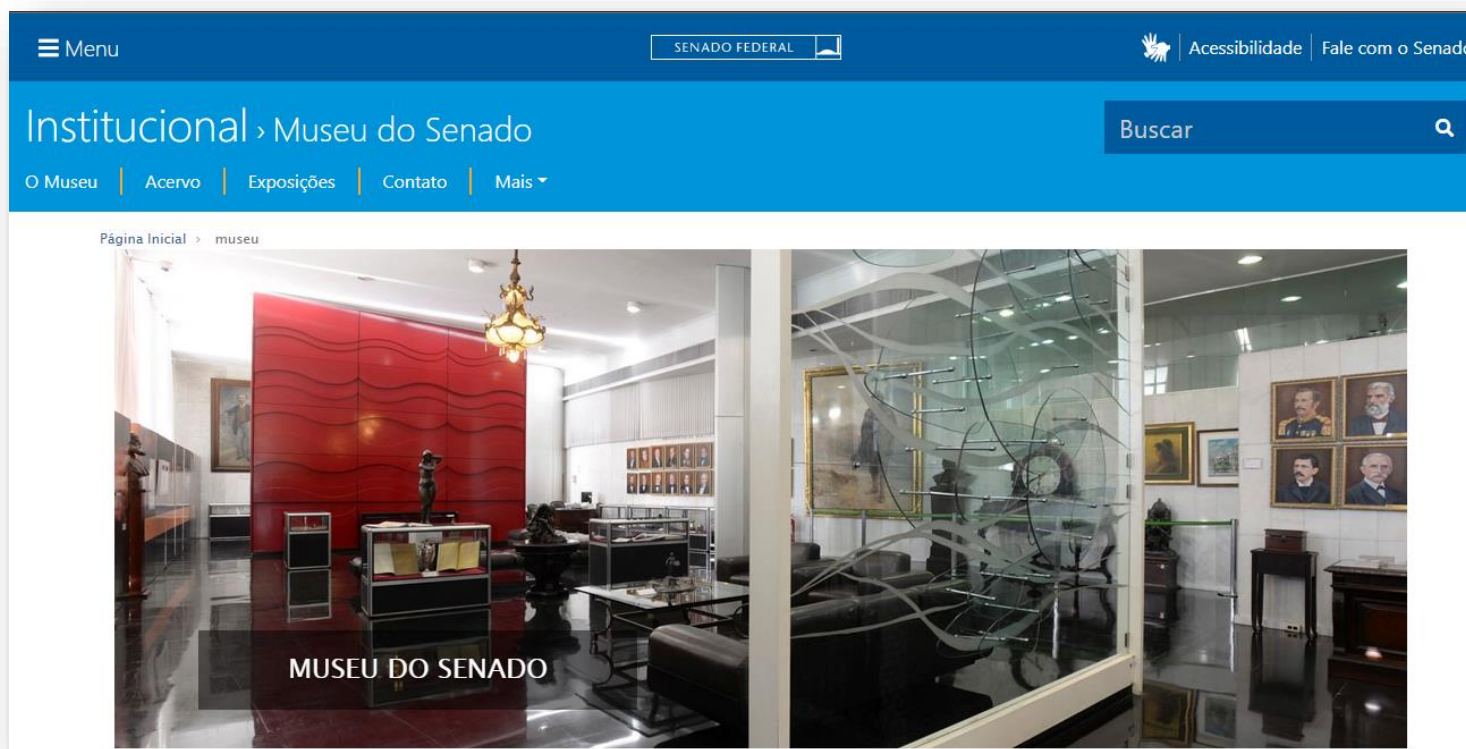 Menu
SENADO FEDERAL
Acessibilidade
Fale com o Senado
Institucional › Museu do Senado
Buscar
O Museu
Acervo
Exposições
Contato
Mais
Página Inicial › museu
MUSEU DO SENADO